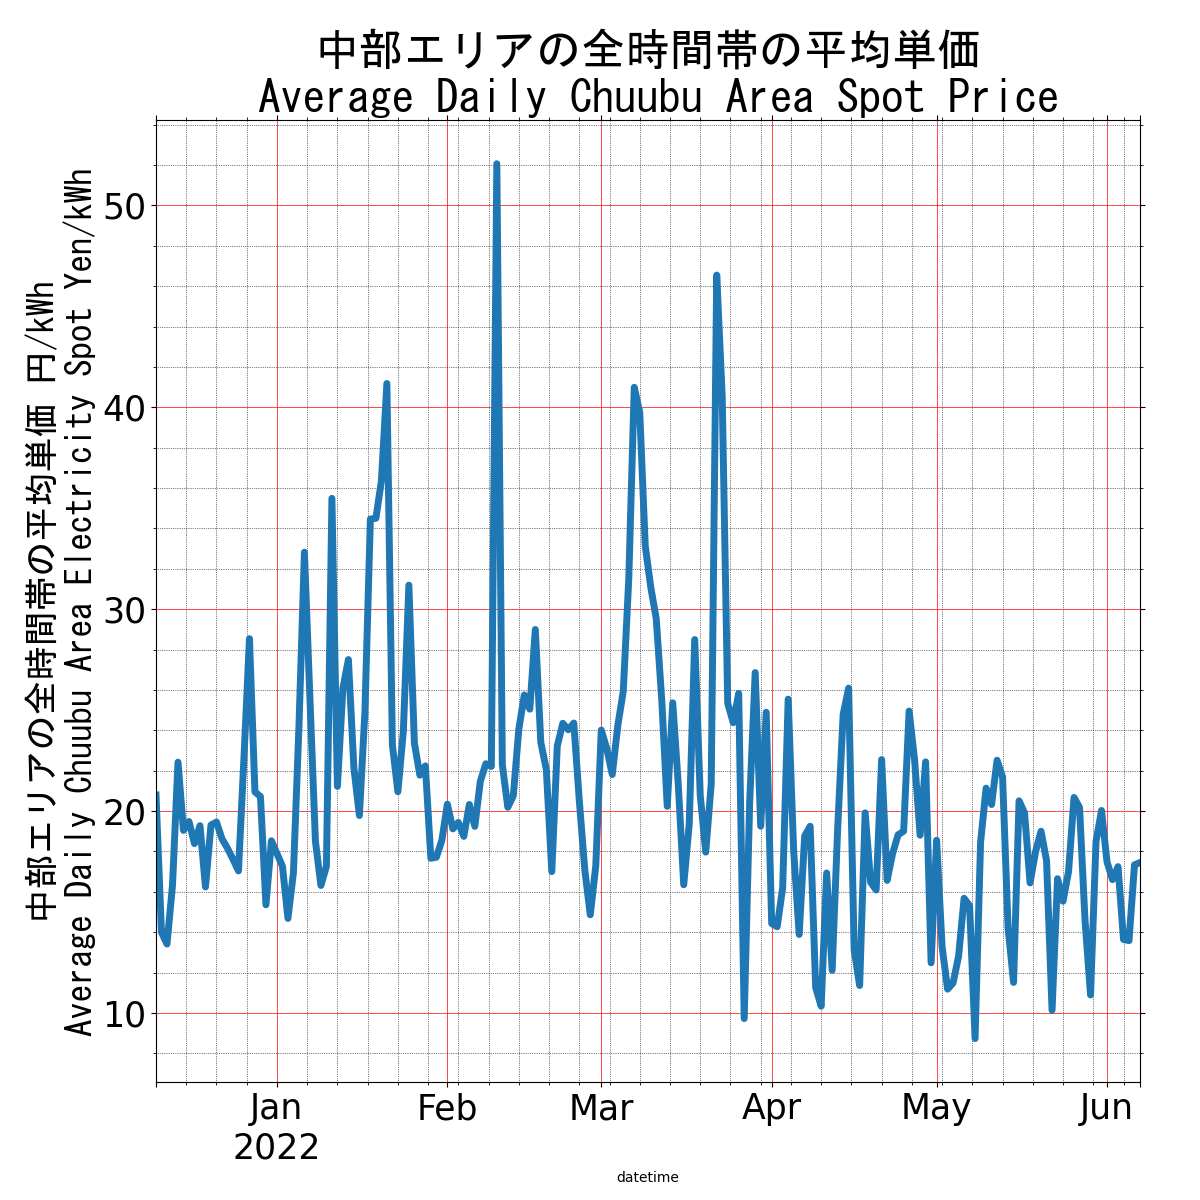 中部エリアの全時間帯の平均単価
Average Daily Chuubu Area Spot Price
中部エリアの全時間帯の平均単価 円/kWh
Average Daily Chuubu Area Electricity Spot Yen/kWh
50
40
30
20
10
Jan Feb Mar Apr May Jun
2022
datetime